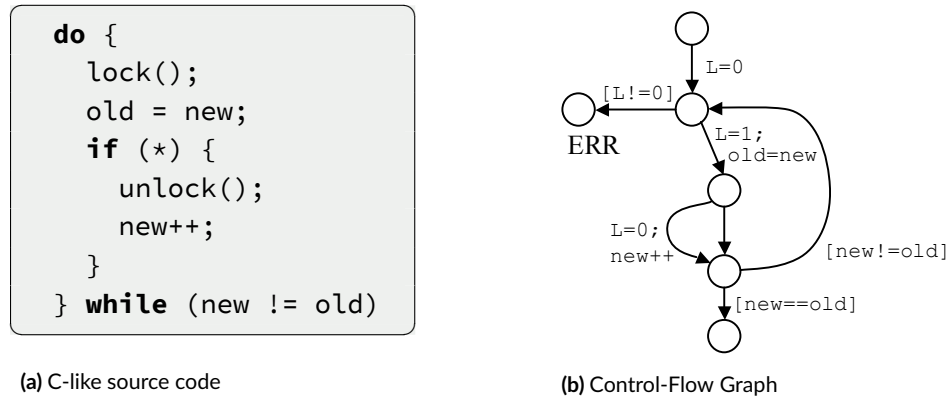 do {
lock();
old = new;
if (*) {
unlock();
new++;
}
} while (new != old)
(a) C-like source code
L=0
[L!=0]
ERR
L=1;
old=new
L=0;
new++
[new!=old]
[new==old]
(b) Control-Flow Graph